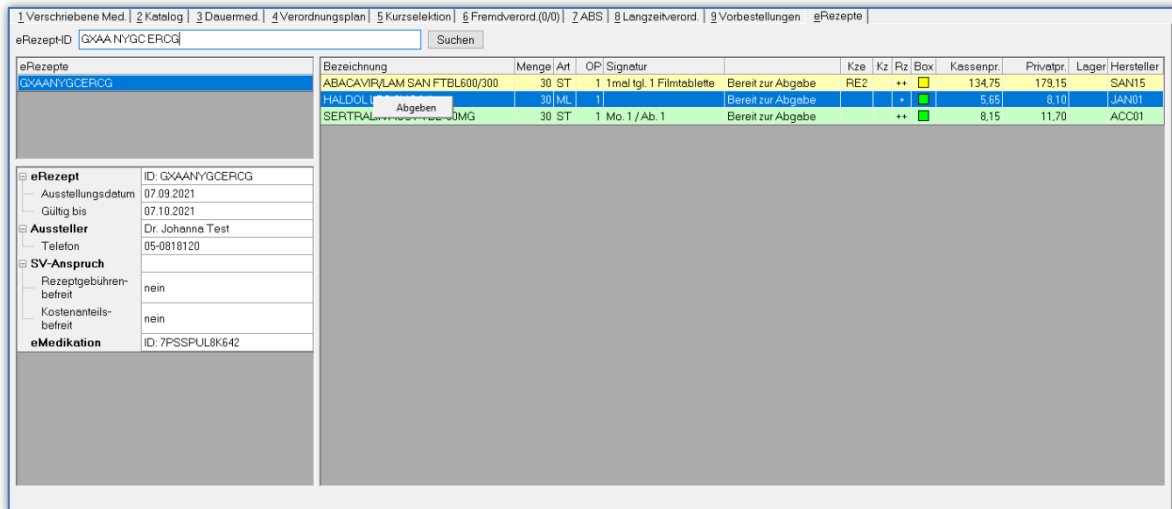 1 Verschriebene Med. 2 Katalog 3 Dauermed. 4 Verordnungsplan 5 Kurzselektion 6 Fremdverord.(0/0) 7 ABS 8 Langzeitverord. 9 Vorbestellungen eRezepte
eRezept-ID GXAA NYGC ERCG Suchen
eRezepte
GXAANYGCERCG
Bezeichnung Menge Art OP Signatur Kze Kz Rz Box Kassenpr. Privatpr. Lager Hersteller
ABACAVIR/LAM SAN FTBL600/300 30 ST 1 1mal tgl. 1 Filmtablette Bereit zur Abgabe RE2 ++ 134,75 179,15 SAN15
HALDOL 30 ML 1 Bereit zur Abgabe + 5,65 8,10 JAN01
Abgeben
30 ST 1 Mo. 1 / Ab. 1 Bereit zur Abgabe ++ 8,15 11,70 ACC01
eRezept ID: GXAANYGCERCG
Ausstellungsdatum 07.09.2021
Gültig bis 07.10.2021
Aussteller Dr. Johanna Test
Telefon 05-0818120
SV-Anspruch
Rezeptgebühren-
befreit nein
Kostenanteils-
befreit nein
eMedikation ID: 7PSSPUL8K642